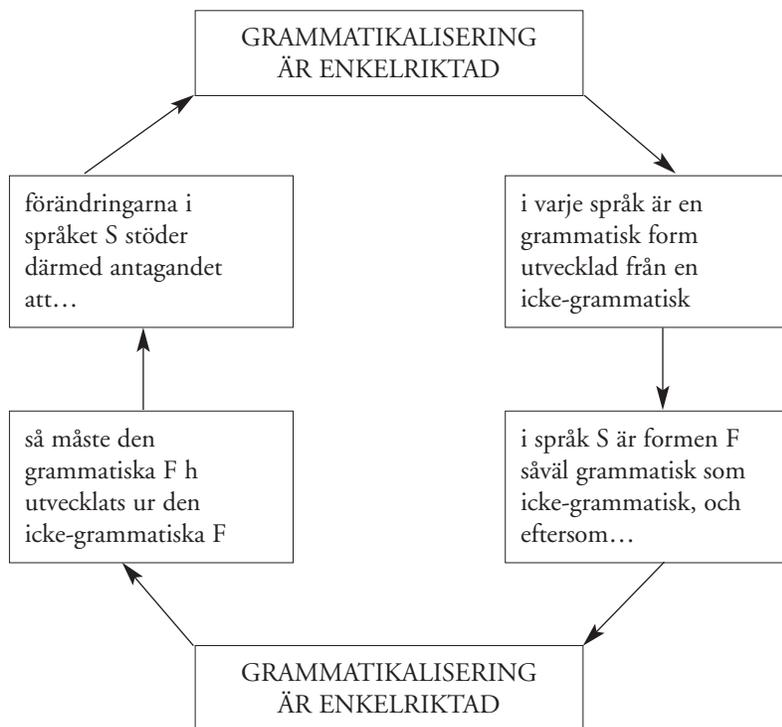 GRAMMATIKALISERING
ÄR ENKELRIKTAD
i varje språk är en
grammatisk form
utvecklad från en
icke-grammatisk
i språk S är formen F
såväl grammatisk som
icke-grammatisk, och
eftersom…
GRAMMATIKALISERING
ÄR ENKELRIKTAD
så måste den
grammatiska F h
utvecklats ur den
icke-grammatiska F
förändringarna i
språket S stöder
därmed antagandet
att…